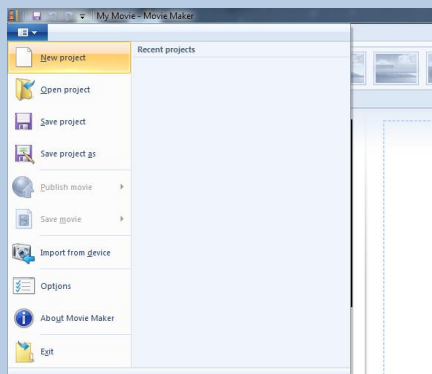 My Movie - Movie Maker
New project
Open project
Save project
Save project as
Publish movie
Save movie
Import from device
Options
About Movie Maker
Exit
Recent projects